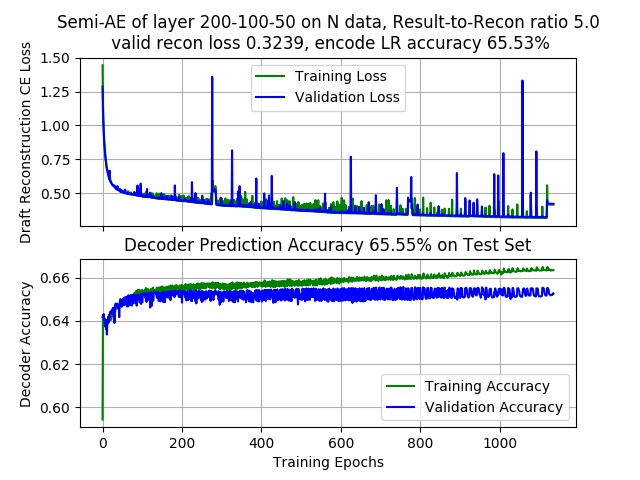 Semi-AE of layer 200-100-50 on N data, Result-to-Recon ratio 5.0
valid recon loss 0.3239, encode LR accuracy 65.53%
Draft Reconstruction CE Loss
1.50
1.25
1.00
0.75
0.50
Training Loss
Validation Loss
Decoder Prediction Accuracy 65.55% on Test Set
Decoder Accuracy
0.66
0.64
0.62
0.60
Training Accuracy
Validation Accuracy
0 200 400 600 800 1000
Training Epochs